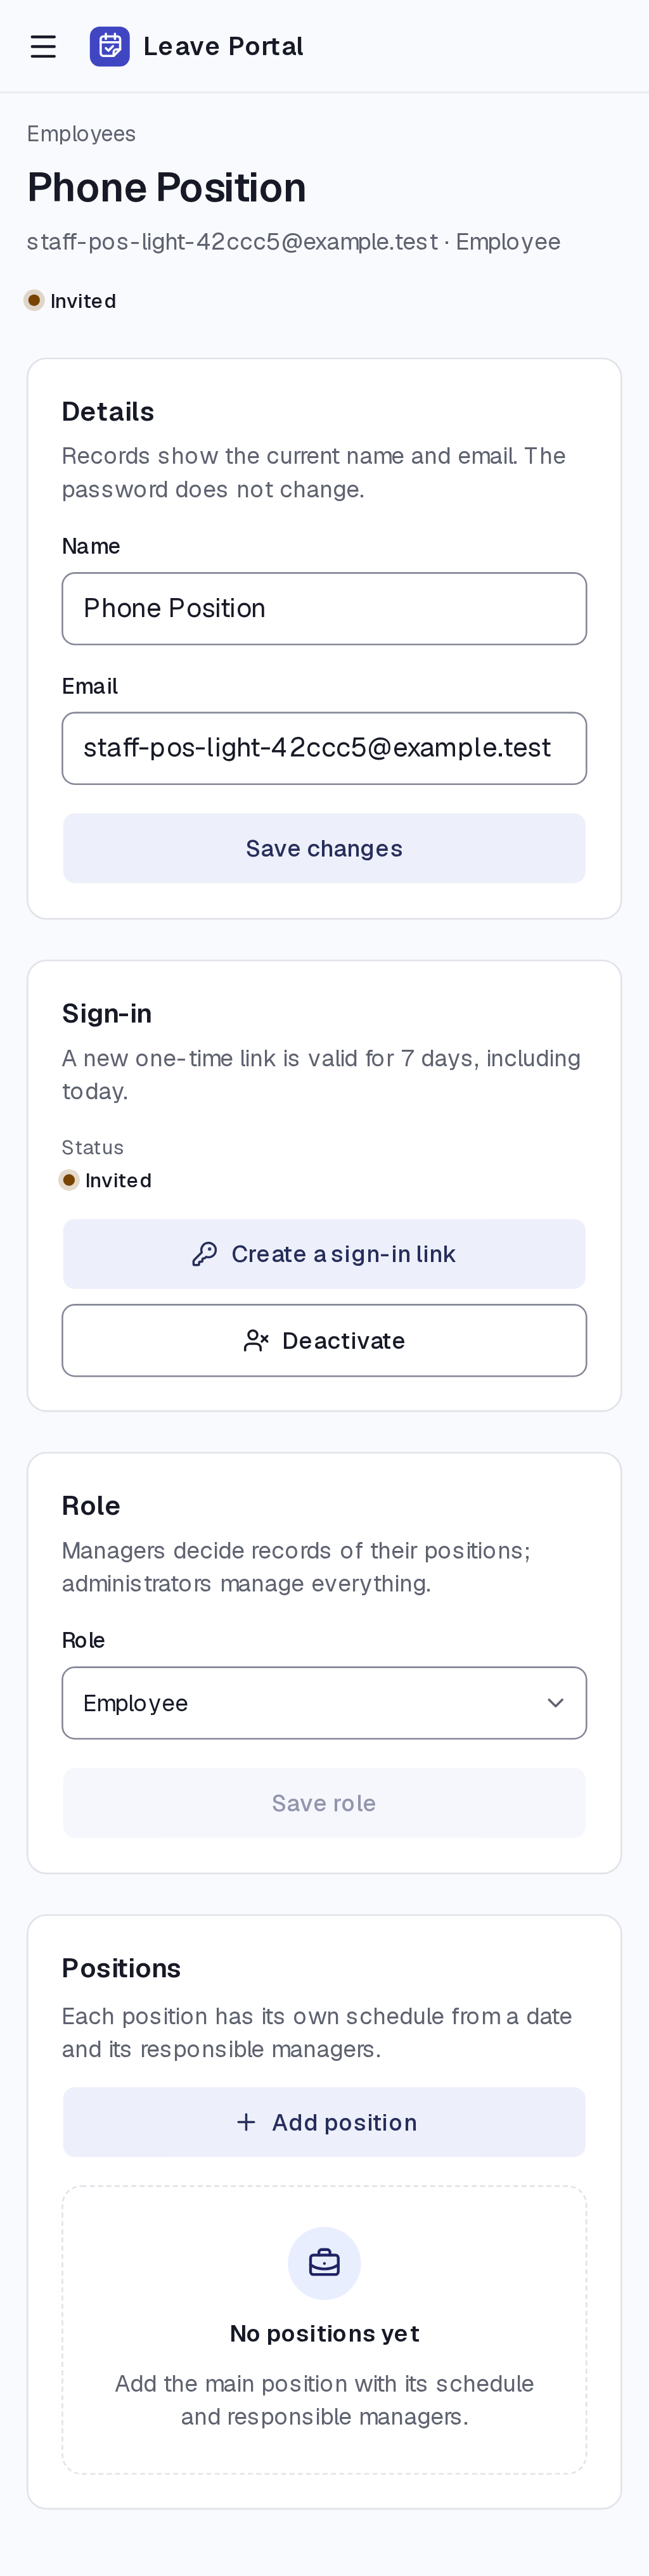 Leave Portal
Employees
Phone Position
staff-pos-light-42ccc5@example.test · Employee
Invited
Details
Records show the current name and email. The
password does not change.
Name
Phone Position
Email
staff-pos-light-42ccc5@example.test
Save changes
Sign-in
A new one-time link is valid for 7 days, including
today.
Status
Invited
Create a sign-in link
Deactivate
Role
Managers decide records of their positions;
administrators manage everything.
Role
Employee
Save role
Positions
Each position has its own schedule from a date
and its responsible managers.
Add position
No positions yet
Add the main position with its schedule
and responsible managers.